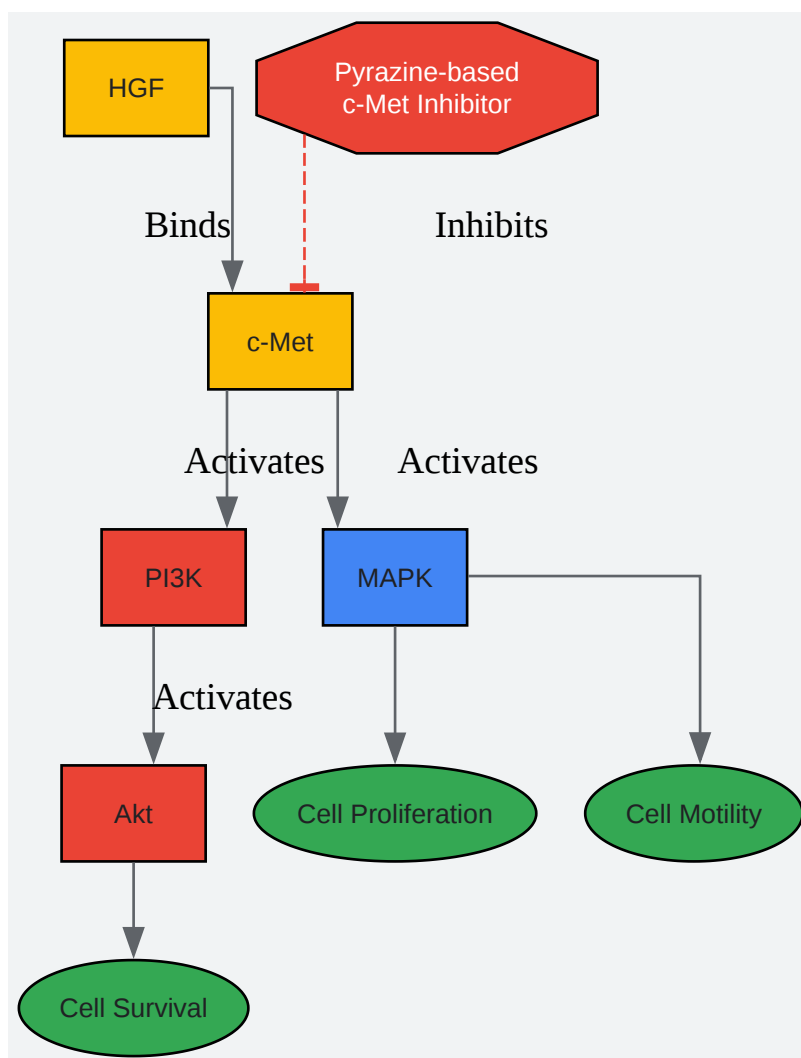 HGF
Pyrazine-based
c-Met Inhibitor
Binds
Inhibits
c-Met
Activates
Activates
PI3K
MAPK
Activates
Akt
Cell Proliferation
Cell Motility
Cell Survival